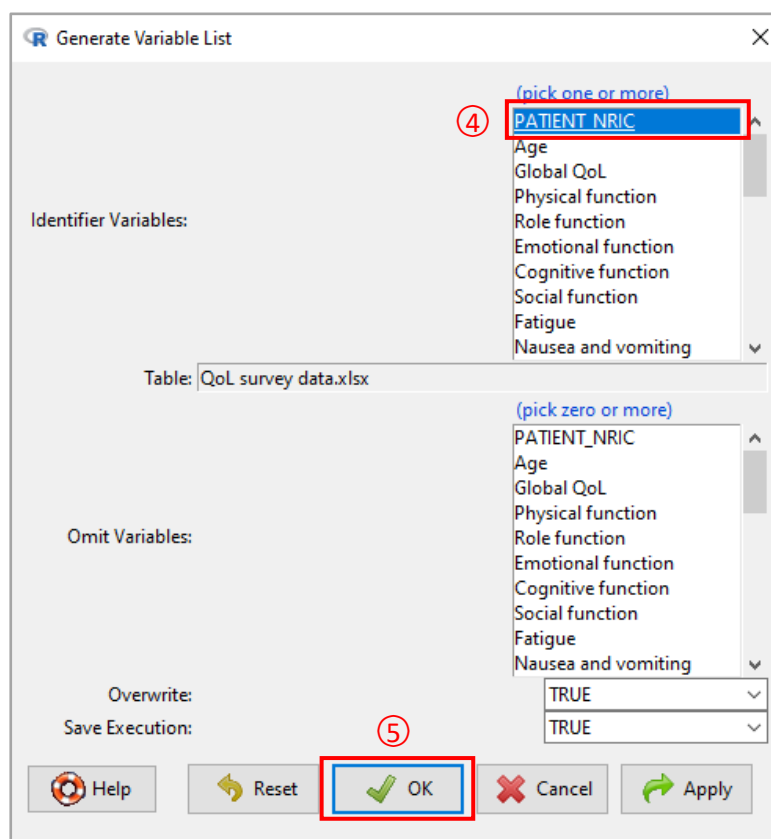 Generate Variable List
(pick one or more)
④
PATIENT_NRIC
Age
Global QoL
Physical function
Role function
Identifier Variables:
Emotional function
Cognitive function
Social function
Fatigue
Nausea and vomiting
Table: QoL survey data.xlsx
(pick zero or more)
PATIENT_NRIC
Age
Global QoL
Physical function
Omit Variables:
Role function
Emotional function
Cognitive function
Social function
Fatigue
Nausea and vomiting
Overwrite: TRUE
Save Execution: TRUE
⑤
Help Reset OK Cancel Apply